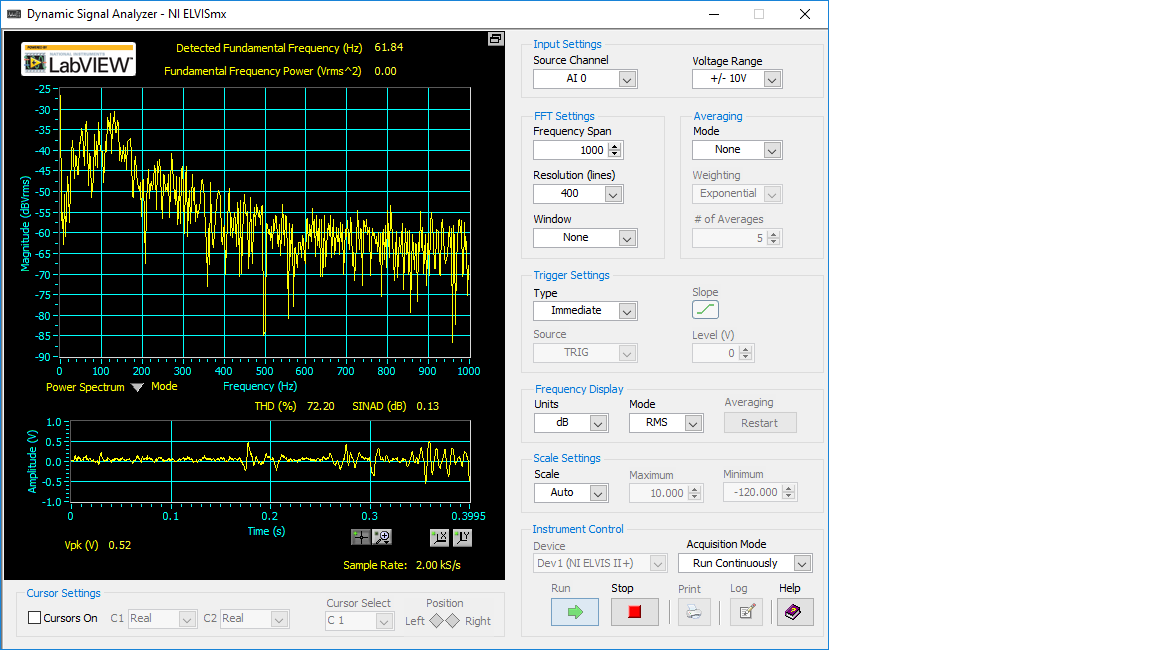 Dynamic Signal Analyzer - NI ELVISmx
POWERED BY
NATIONAL INSTRUMENTS
LabVIEW™
Detected Fundamental Frequency (Hz) 61.84
Fundamental Frequency Power (Vrms^2) 0.00
Magnitude (dBVrms)
-25
-30
-35
-40
-45
-50
-55
-60
-65
-70
-75
-80
-85
-90
0 100 200 300 400 500 600 700 800 900 1000
Power Spectrum Mode Frequency (Hz)
THD (%) 72.20 SINAD (dB) 0.13
Amplitude (V)
1.0
0.5
0.0
-0.5
-1.0
0 0.1 0.2 0.3 0.3995
Time (s)
X Y
Vpk (V) 0.52
Sample Rate: 2.00 kS/s
Cursor Settings
Cursors On C1 Real C2 Real
Cursor Select
C 1
Position
Left Right
Input Settings
Source Channel Voltage Range
AI 0 +/- 10V
FFT Settings
Frequency Span
1000
Resolution (lines)
400
Window
None
Averaging
Mode
None
Weighting
Exponential
# of Averages
5
Trigger Settings
Type Slope
Immediate
Source Level (V)
TRIG 0
Frequency Display
Units Mode Averaging
dB RMS Restart
Scale Settings
Scale Maximum Minimum
Auto 10.000 -120.000
Instrument Control
Device Acquisition Mode
Dev1 (NI ELVIS II+) Run Continuously
Run Stop Print Log Help